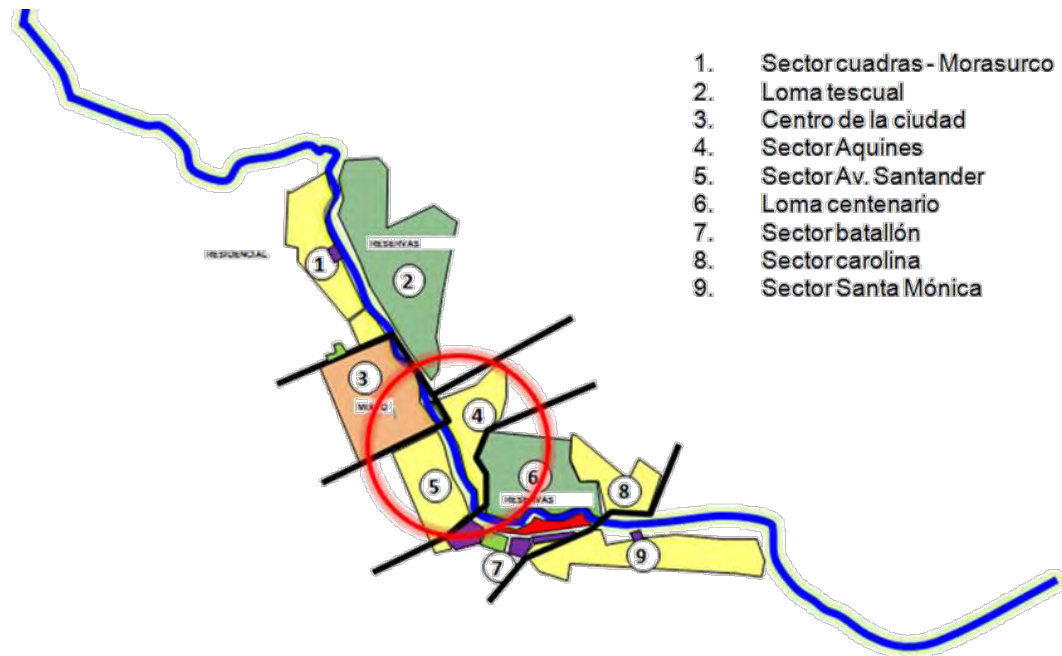 1. Sector cuadras - Morasurco
2. Loma tescual
3. Centro de la ciudad
4. Sector Aquines
5. Sector Av. Santander
6. Loma centenario
7. Sector batallón
8. Sector carolina
9. Sector Santa Mónica
RESERVAS
RESIDENCIAL
1
2
3
MIXTO
4
5
6
RESERVAS
8
7
9